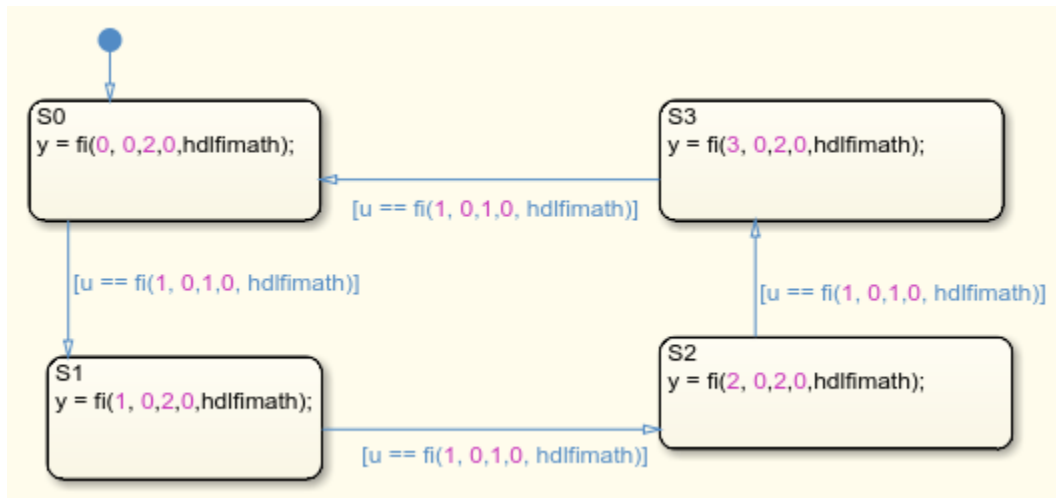 S0
y = fi(0, 0,2,0,hdlfimath);
S3
y = fi(3, 0,2,0,hdlfimath);
[u == fi(1, 0,1,0, hdlfimath)]
[u == fi(1, 0,1,0, hdlfimath)]
[u == fi(1, 0,1,0, hdlfimath)]
S1
y = fi(1, 0,2,0,hdlfimath);
S2
y = fi(2, 0,2,0,hdlfimath);
[u == fi(1, 0,1,0, hdlfimath)]